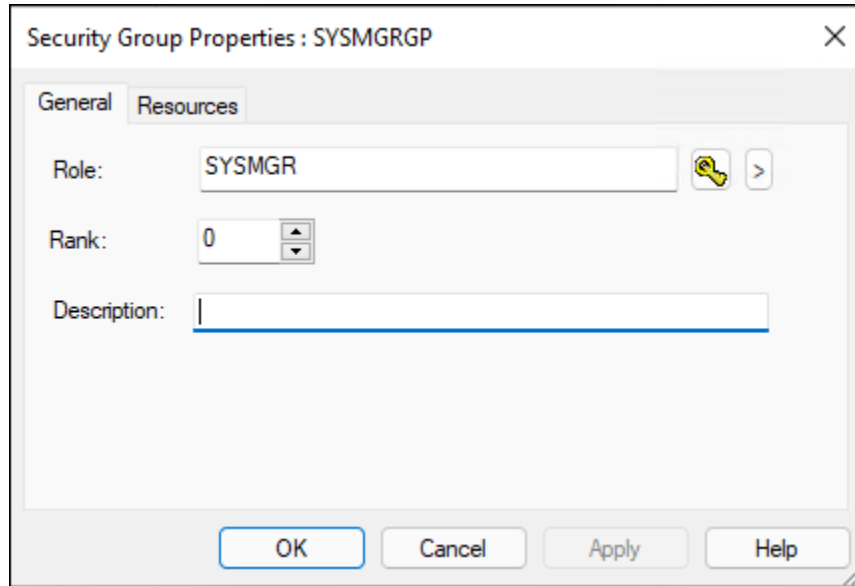 Security Group Properties : SYSMGRGP
General Resources
Role: SYSMGR >
Rank: 0
Description:
OK Cancel Apply Help